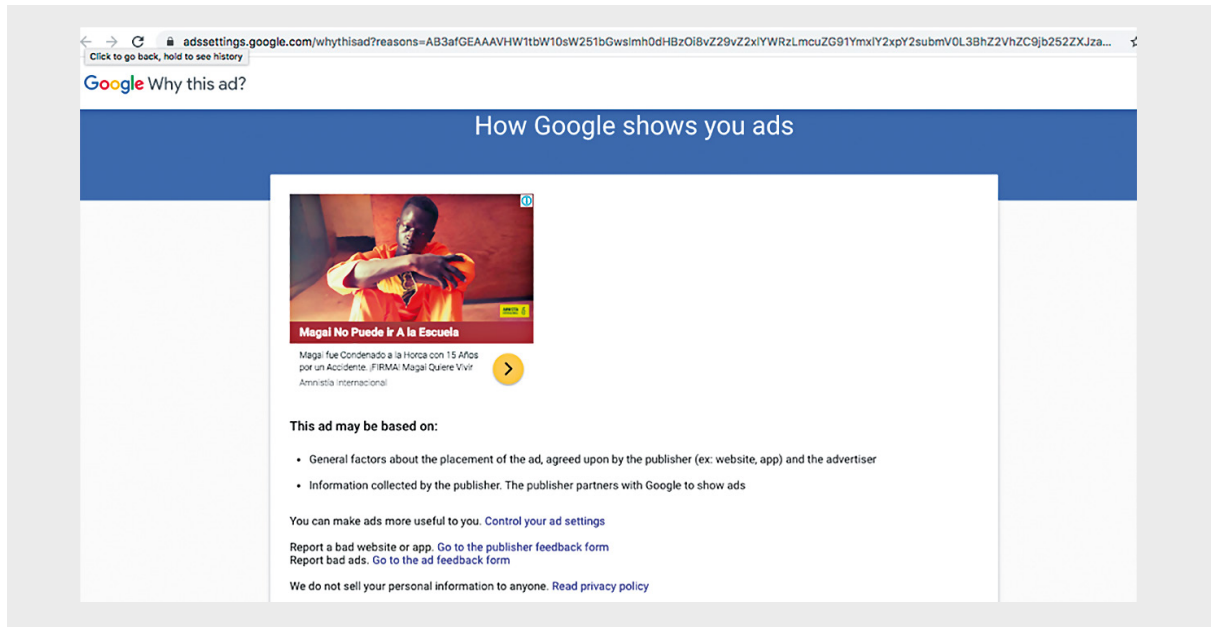 adssettings.google.com/whythisad?reasons=AB3afGEAAAVHW1tbW10sW251bGwsImh0dHBzOi8vZ29vZ2xlYWRzLmcuZG91YmxlY2xpY2submV0L3BhZ2VhZC9jb252ZXJza...
Click to go back, hold to see history
Google Why this ad?
How Google shows you ads
Magai No Puede ir A la Escuela
Magai fue Condenado a la Horca con 15 Años
por un Accidente. ¡FIRMA! Magai Quiere Vivir
Amnistía Internacional
This ad may be based on:
• General factors about the placement of the ad, agreed upon by the publisher (ex: website, app) and the advertiser
• Information collected by the publisher. The publisher partners with Google to show ads
You can make ads more useful to you. Control your ad settings
Report a bad website or app. Go to the publisher feedback form
Report bad ads. Go to the ad feedback form
We do not sell your personal information to anyone. Read privacy policy